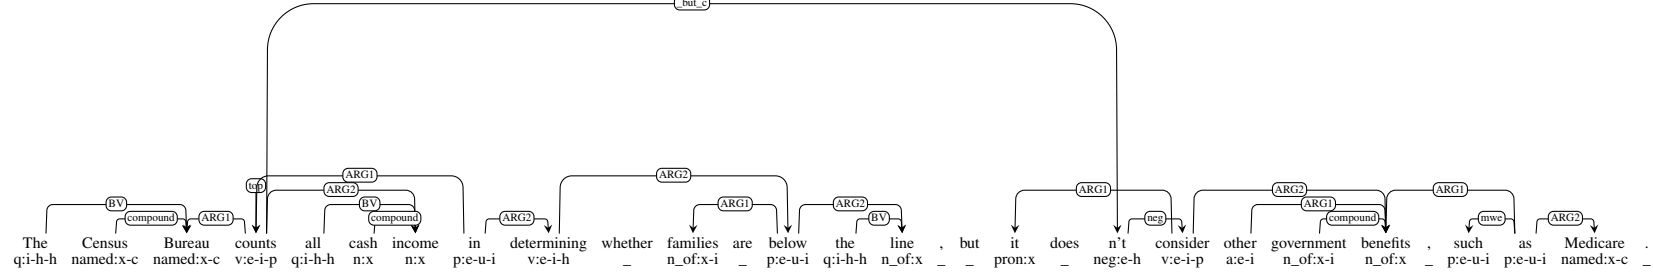 _but_c
ARG1 ARG2 ARG1
top ARG2 ARG1 ARG2 ARG1
BV BV ARG1 ARG2 ARG1
compound ARG1 compound ARG2 BV neg compound mwe ARG2
The Census Bureau counts all cash income in determining whether families are below the line , but it does n't consider other government benefits , such as Medicare .
q:i-h-h named:x-c named:x-c v:e-i-p q:i-h-h n:x n:x p:e-u-i v:e-i-h _ n_of:x-i _ p:e-u-i q:i-h-h n_of:x _ _ pron:x _ neg:e-h v:e-i-p a:e-i n_of:x-i n_of:x _ p:e-u-i p:e-u-i named:x-c _